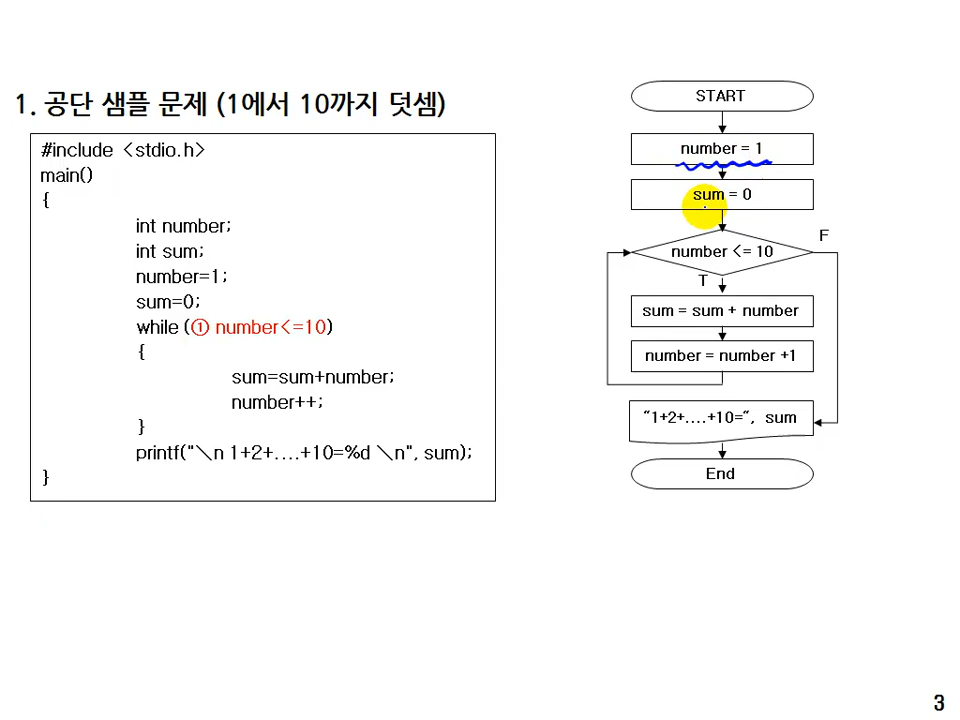 1. 공단 샘플 문제 (1에서 10까지 덧셈)
#include <stdio.h>
main()
{
int number;
int sum;
number=1;
sum=0;
while (① number<=10)
{
sum=sum+number;
number++;
}
printf("\n 1+2+....+10=%d \n", sum);
}
START
number = 1
sum = 0
number <= 10
F
T
sum = sum + number
number = number +1
"1+2+....+10=", sum
End
3